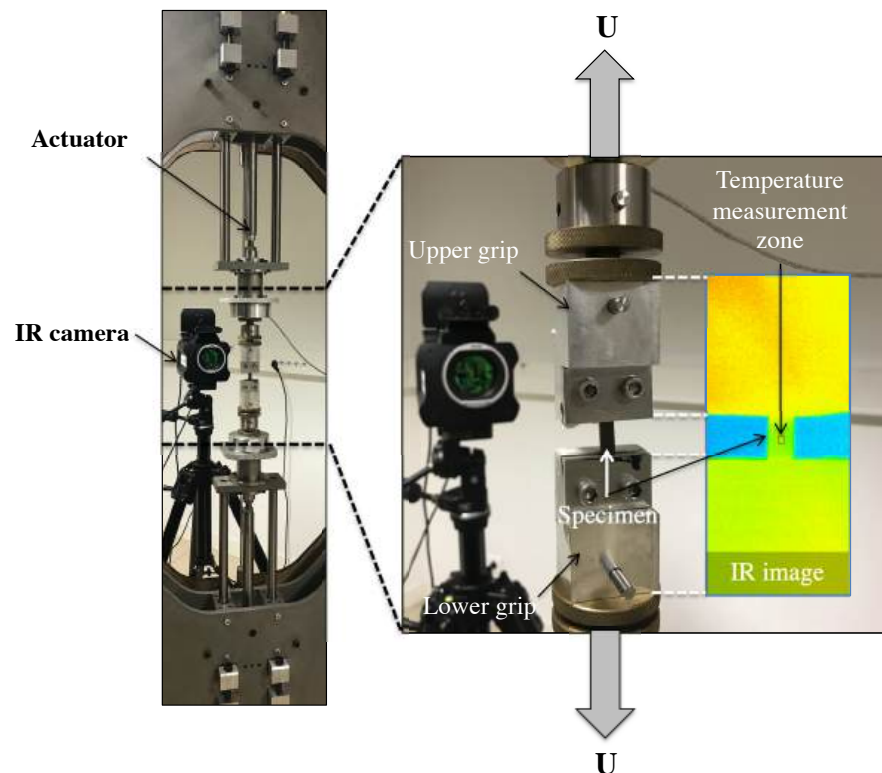 U
Actuator
Temperature
measurement
zone
Upper grip
IR camera
Specimen
IR image
Lower grip
U